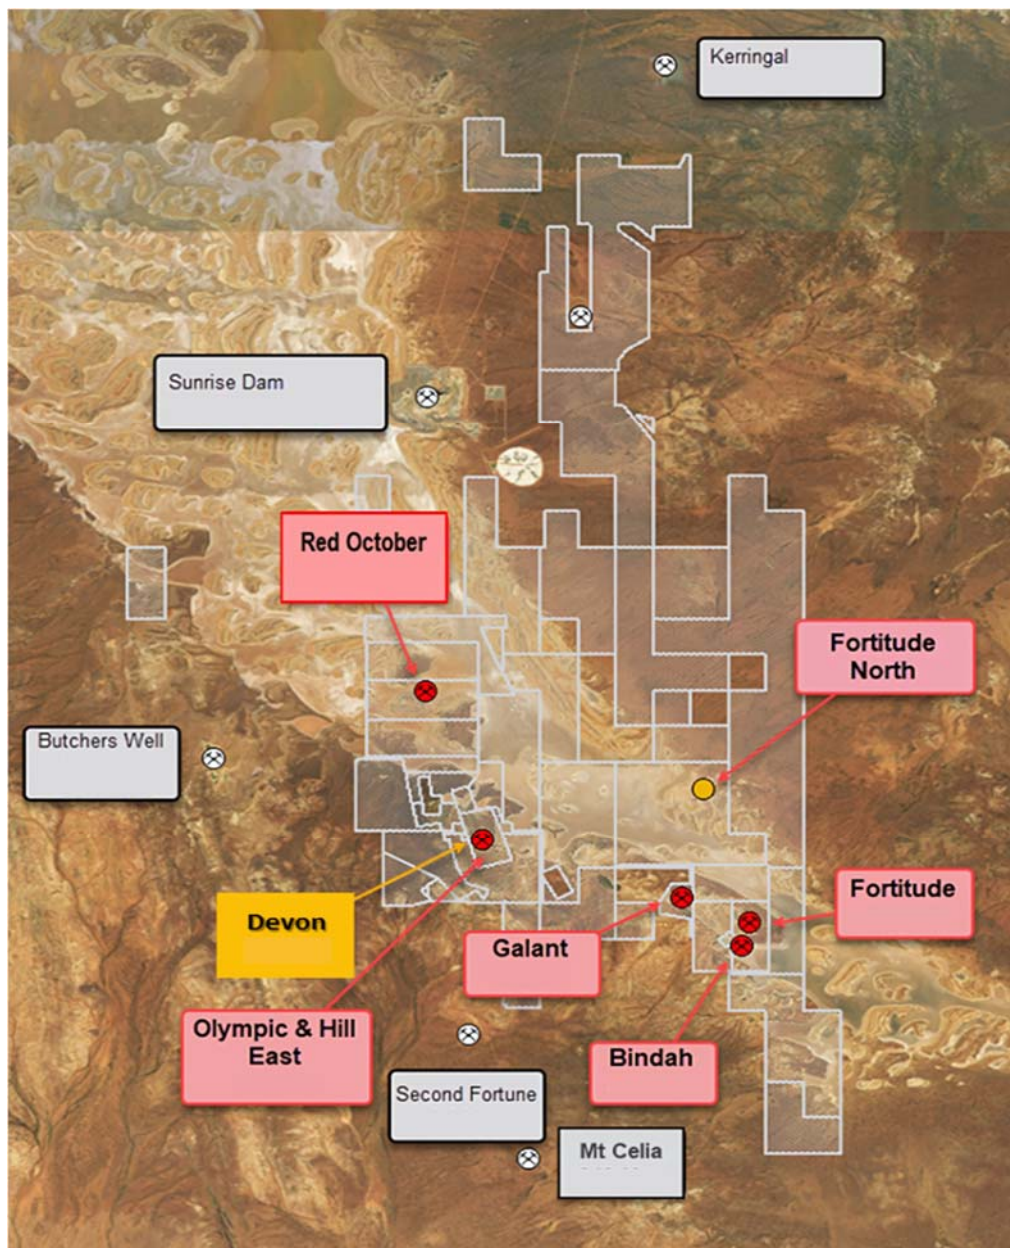 Kerringal
Sunrise Dam
Red October
Fortitude
North
Butchers Well
Fortitude
Devon
Galant
Olympic & Hill
East
Bindah
Second Fortune
Mt Celia